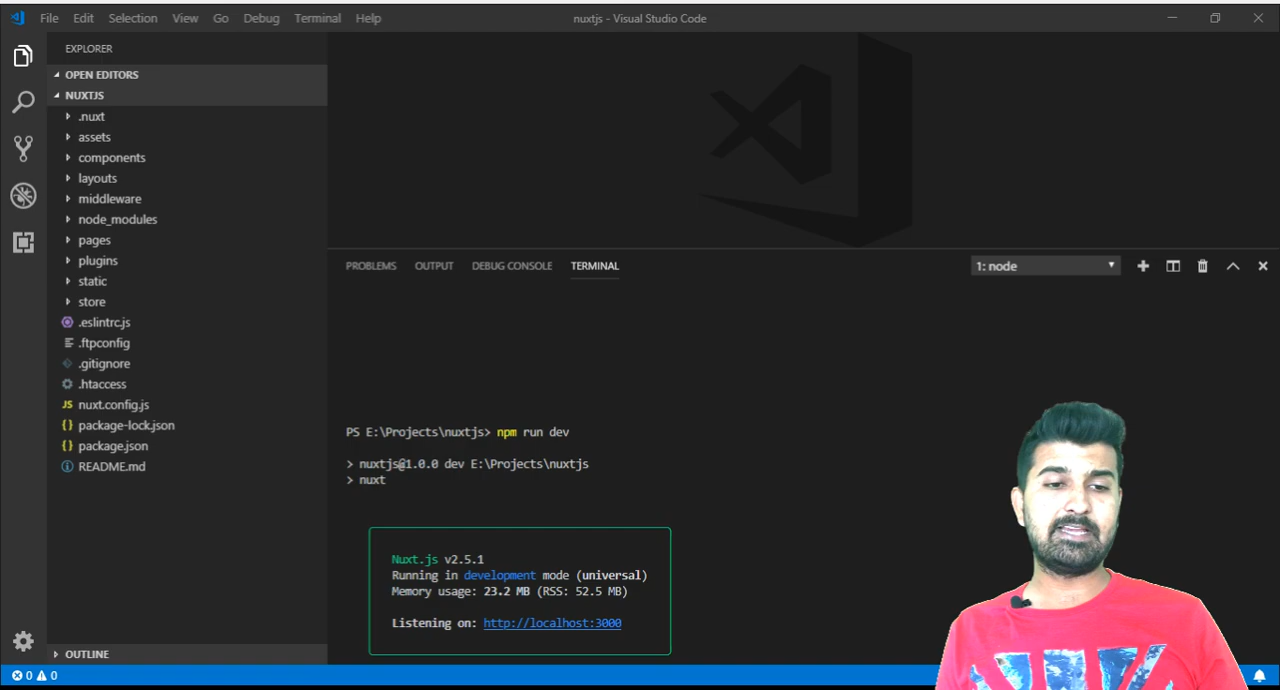 File Edit Selection View Go Debug Terminal Help nuxtjs - Visual Studio Code
EXPLORER
OPEN EDITORS
NUXTJS
.nuxt
assets
components
layouts
middleware
node_modules
pages
plugins
static
store
.eslintrc.js
.ftpconfig
.gitignore
.htaccess
JS nuxt.config.js
{} package-lock.json
{} package.json
README.md
OUTLINE
0 0
PROBLEMS OUTPUT DEBUG CONSOLE TERMINAL 1: node
PS E:\Projects\nuxtjs> npm run dev
> nuxtjs@1.0.0 dev E:\Projects\nuxtjs
> nuxt
Nuxt.js v2.5.1
Running in development mode (universal)
Memory usage: 23.2 MB (RSS: 52.5 MB)
Listening on: http://localhost:3000